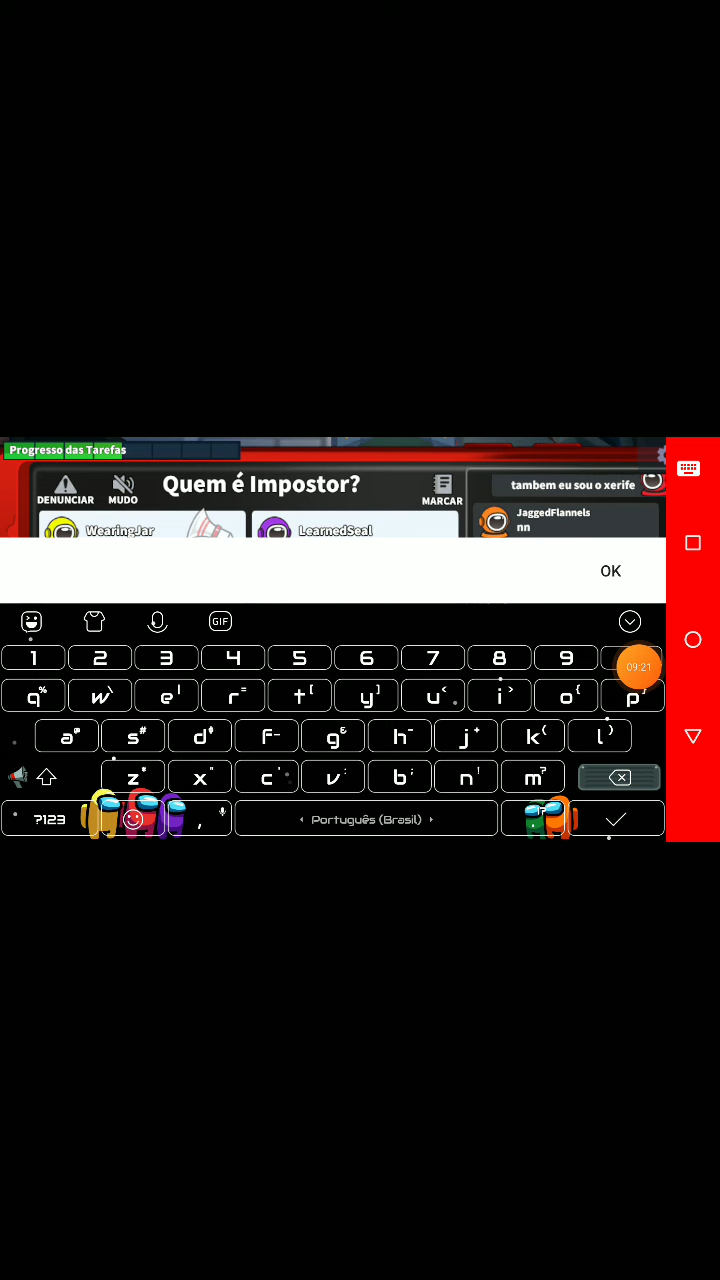 Progresso das Tarefas
DENUNCIAR
MUDO
Quem é Impostor?
MARCAR
tambem eu sou o xerife
WearingJar
LearnedSeal
JaggedFlannels
nn
OK
GIF
1 2 3 4 5 6 7 8 9
09:21
q% w\ e| r= t[ y] u< i> o{ p}
a@ s# d$ f- g& h- j+ k( l)
z* x" c' v: b; n! m?
?123 , Português (Brasil) .